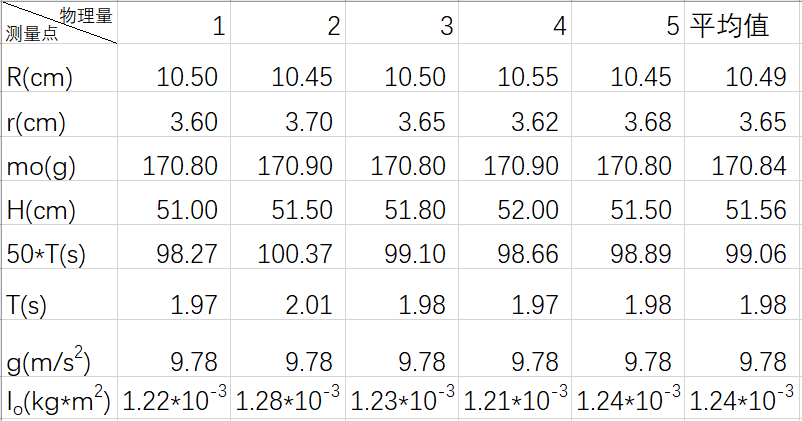 物理量
测量点 1 2 3 4 5 平均值
R(cm) 10.50 10.45 10.50 10.55 10.45 10.49
r(cm) 3.60 3.70 3.65 3.62 3.68 3.65
mo(g) 170.80 170.90 170.80 170.90 170.80 170.84
H(cm) 51.00 51.50 51.80 52.00 51.50 51.56
50*T(s) 98.27 100.37 99.10 98.66 98.89 99.06
T(s) 1.97 2.01 1.98 1.97 1.98 1.98
g(m/s²) 9.78 9.78 9.78 9.78 9.78 9.78
I₀(kg*m²) 1.22*10⁻³ 1.28*10⁻³ 1.23*10⁻³ 1.21*10⁻³ 1.24*10⁻³ 1.24*10⁻³